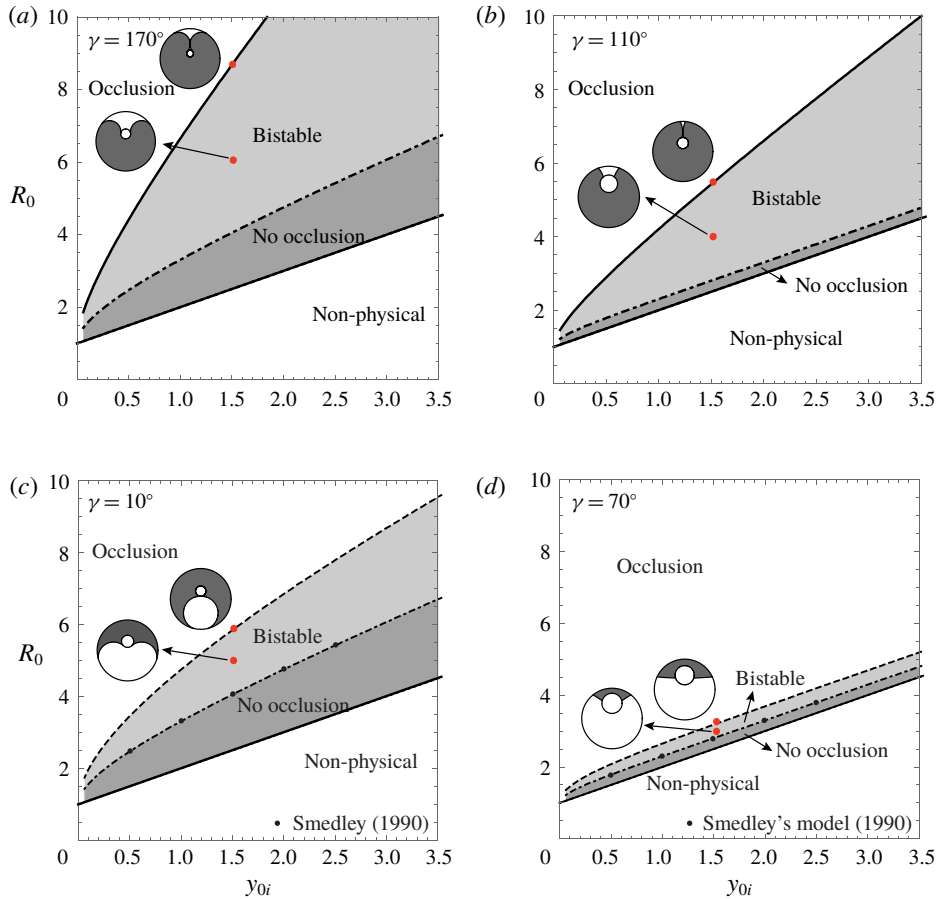 (a)
10
γ = 170°
8
Occlusion
Bistable
6
R0
4
No occlusion
2
Non-physical
0 0.5 1.0 1.5 2.0 2.5 3.0 3.5
(b)
10
γ = 110°
8
Occlusion
6
Bistable
4
No occlusion
2
Non-physical
0 0.5 1.0 1.5 2.0 2.5 3.0 3.5
(c)
10
γ = 10°
8
Occlusion
6
Bistable
R0
4
No occlusion
2
Non-physical
Smedley (1990)
0 0.5 1.0 1.5 2.0 2.5 3.0 3.5
y0i
(d)
10
γ = 70°
8
Occlusion
6
Bistable
4
No occlusion
2
Non-physical
Smedley’s model (1990)
0 0.5 1.0 1.5 2.0 2.5 3.0 3.5
y0i